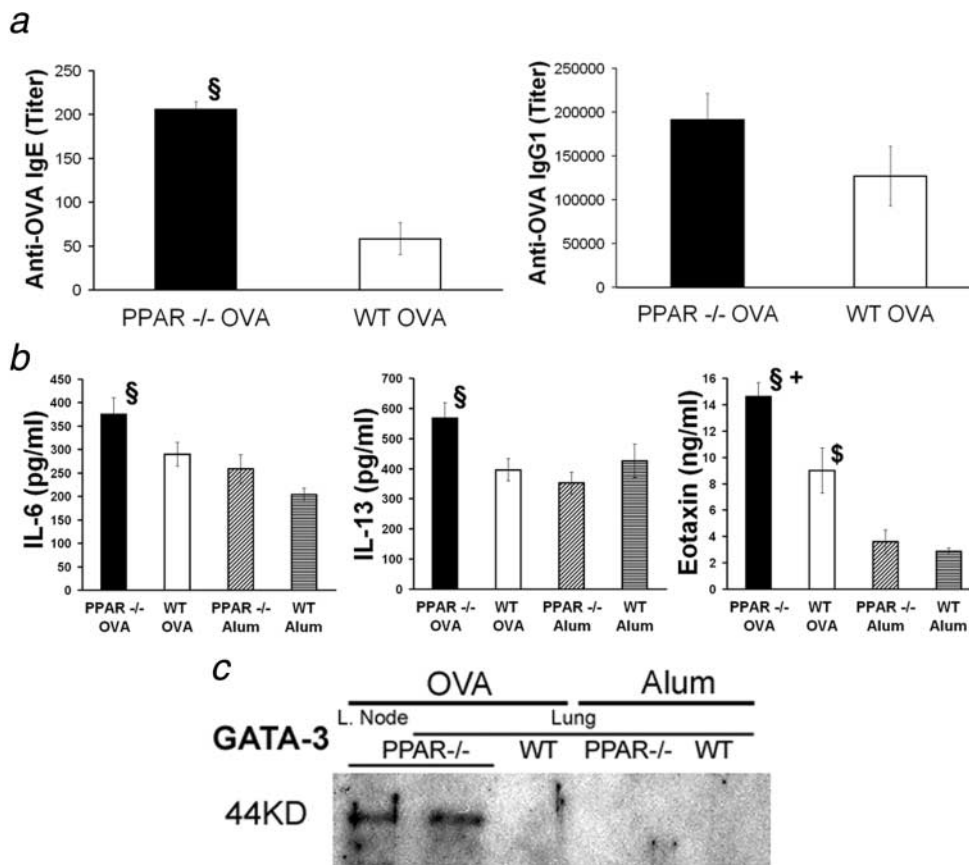 a
Anti-OVA IgE (Titer)
250
200
150
100
50
0
§
PPAR -/- OVA
WT OVA
Anti-OVA IgG1 (Titer)
250000
200000
150000
100000
50000
0
PPAR -/- OVA
WT OVA
b
IL-6 (pg/ml)
450
400
350
300
250
200
150
100
50
0
§
PPAR -/- WT PPAR -/- WT
OVA OVA Alum Alum
IL-13 (pg/ml)
700
600
500
400
300
200
100
0
§
PPAR -/- WT PPAR -/- WT
OVA OVA Alum Alum
Eotaxin (ng/ml)
16
14
12
10
8
6
4
2
0
§ +
$
PPAR -/- WT PPAR -/- WT
OVA OVA Alum Alum
c
OVA Alum
L. Node Lung
GATA-3
PPAR-/- WT PPAR-/- WT
44KD